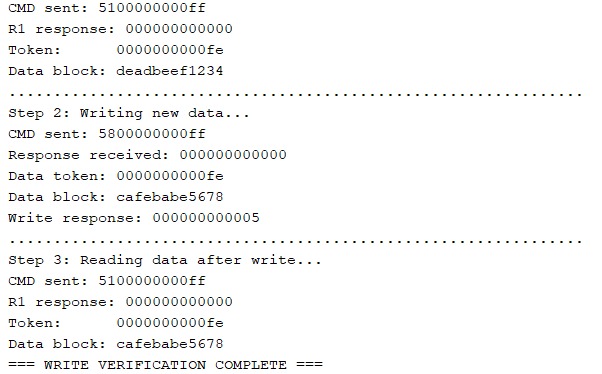 CMD sent: 5100000000ff
R1 response: 000000000000
Token:      0000000000fe
Data block: deadbeef1234
................................................................
Step 2: Writing new data...
CMD sent: 5800000000ff
Response received: 000000000000
Data token: 0000000000fe
Data block: cafebabe5678
Write response: 000000000005
................................................................
Step 3: Reading data after write...
CMD sent: 5100000000ff
R1 response: 000000000000
Token:      0000000000fe
Data block: cafebabe5678
=== WRITE VERIFICATION COMPLETE ===